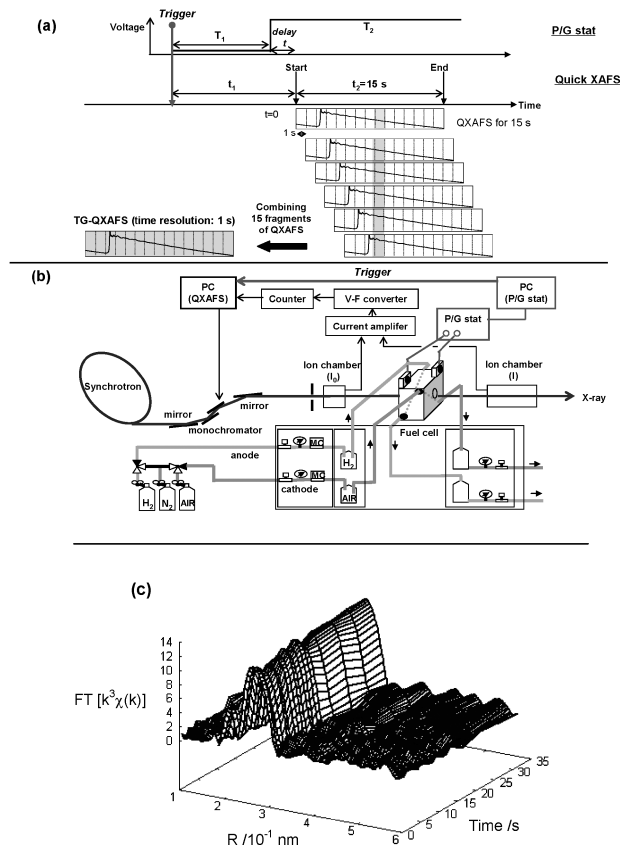 (a)
Trigger
Voltage
T1
delay
t
T2
P/G stat
Start
End
Quick XAFS
t1
t2=15 s
Time
t=0
QXAFS for 15 s
1 s
TG-QXAFS (time resolution: 1 s)
Combining
15 fragments
of QXAFS
(b)
Trigger
PC
(QXAFS)
Counter
V-F converter
PC
(P/G stat)
Current amplifer
P/G stat
Ion chamber
(I0)
Ion chamber
(I)
Synchrotron
mirror
mirror
monochromator
X-ray
Fuel cell
anode
MC
H2
cathode
MC
AIR
H2
N2
AIR
(c)
14
12
10
8
6
4
2
0
FT [k³χ(k)]
1
2
3
4
5
6
R /10⁻¹ nm
0
5
10
15
20
25
30
35
Time /s